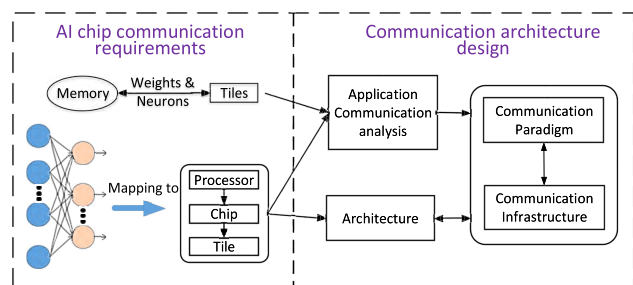 AI chip communication
requirements
Communication architecture
design
Memory
Weights &
Neurons
Tiles
Application
Communication
analysis
Communication
Paradigm
Mapping to
Processor
Chip
Tile
Architecture
Communication
Infrastructure